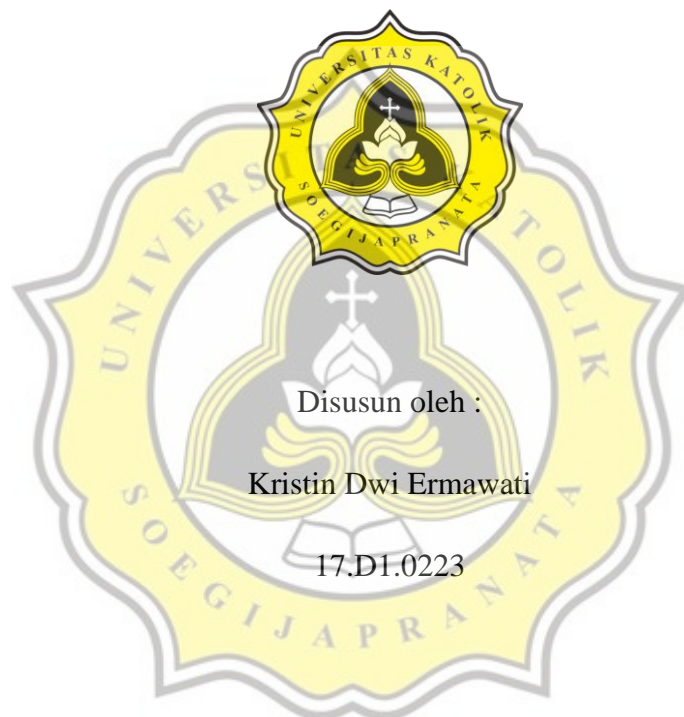 UNIVERSITAS KATOLIK
SOEGIJAPRANATA
UNIVERSITAS KATOLIK
SOEGIJAPRANATA
Disusun oleh :
Kristin Dwi Ermawati
17.D1.0223